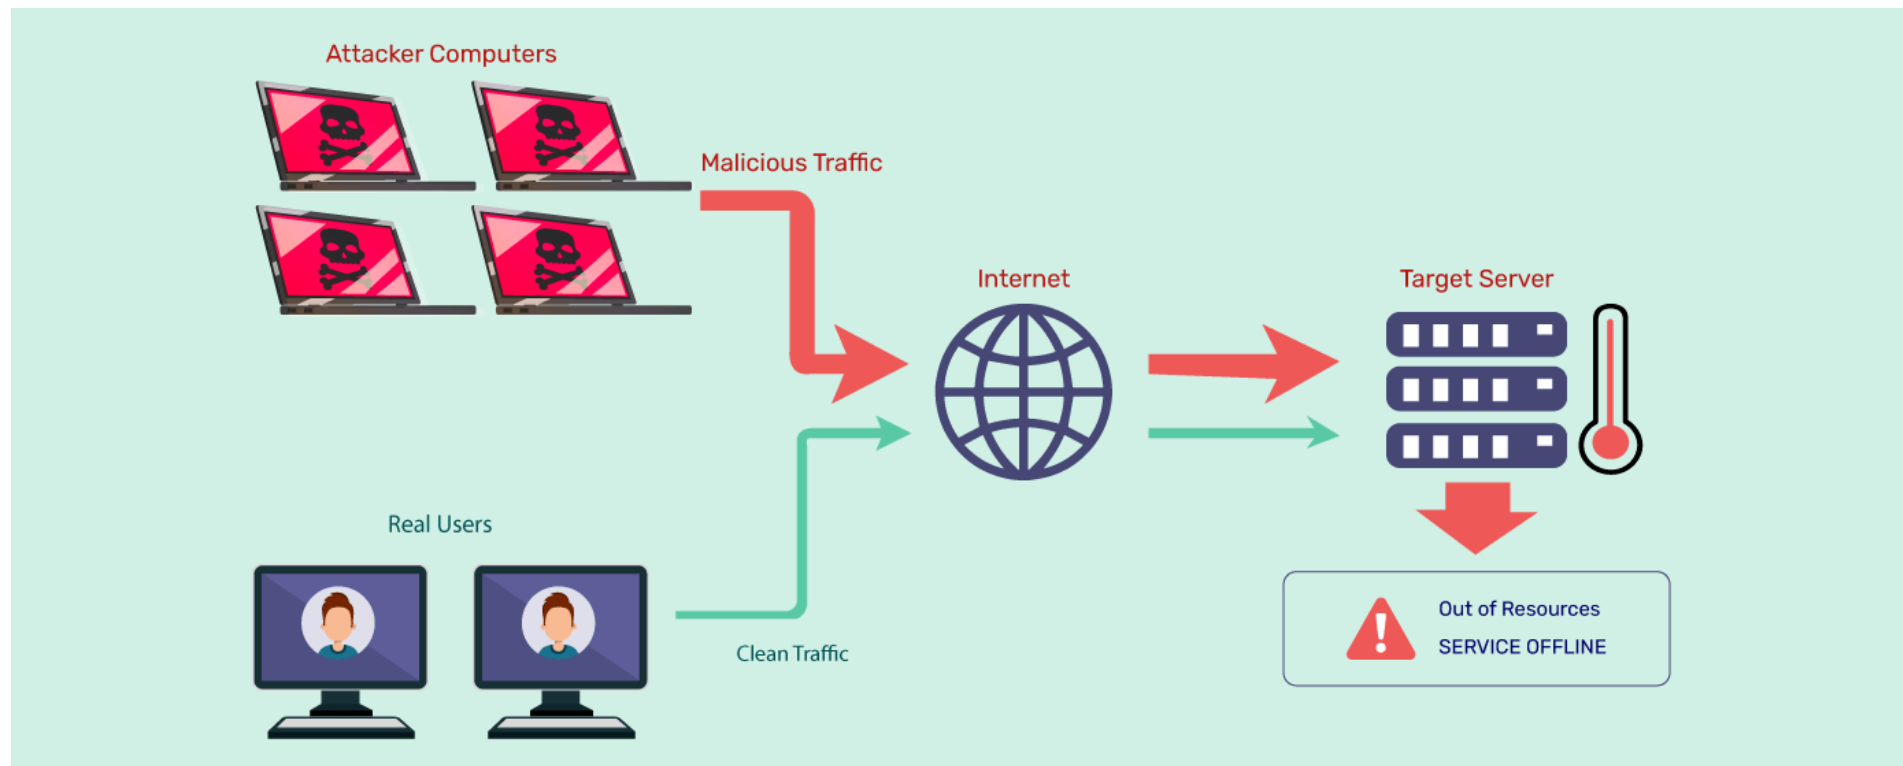 Attacker Computers
Malicious Traffic
Internet
Target Server
Real Users
Clean Traffic
Out of Resources
SERVICE OFFLINE